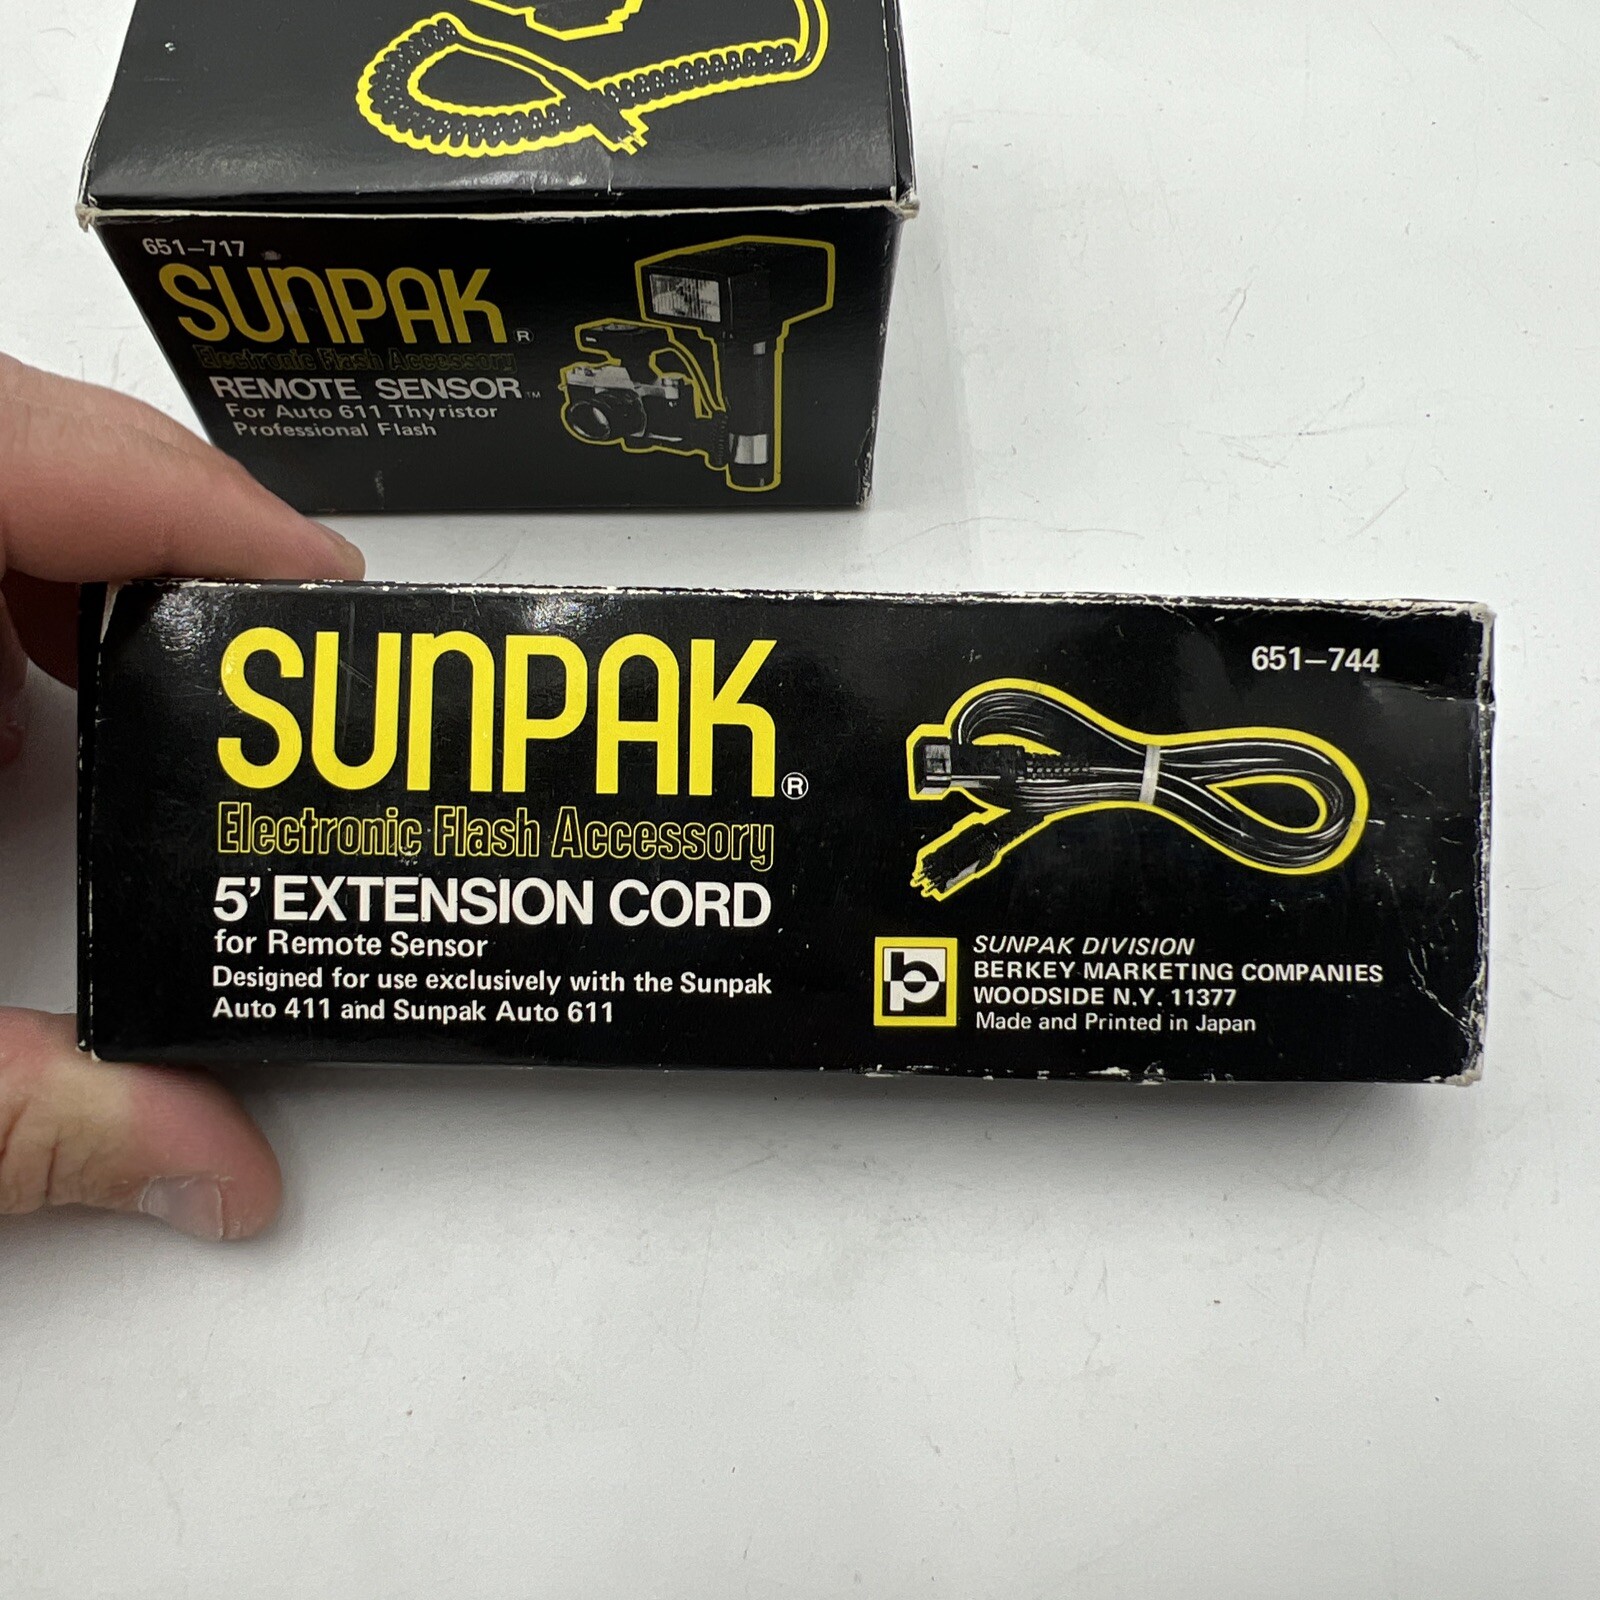 651-717
SUNPAK®
Electronic Flash Accessory
REMOTE SENSOR™
For Auto 611 Thyristor
Professional Flash
SUNPAK®
Electronic Flash Accessory
5' EXTENSION CORD
for Remote Sensor
Designed for use exclusively with the Sunpak
Auto 411 and Sunpak Auto 611
651-744
bp
SUNPAK DIVISION
BERKEY MARKETING COMPANIES
WOODSIDE N.Y. 11377
Made and Printed in Japan